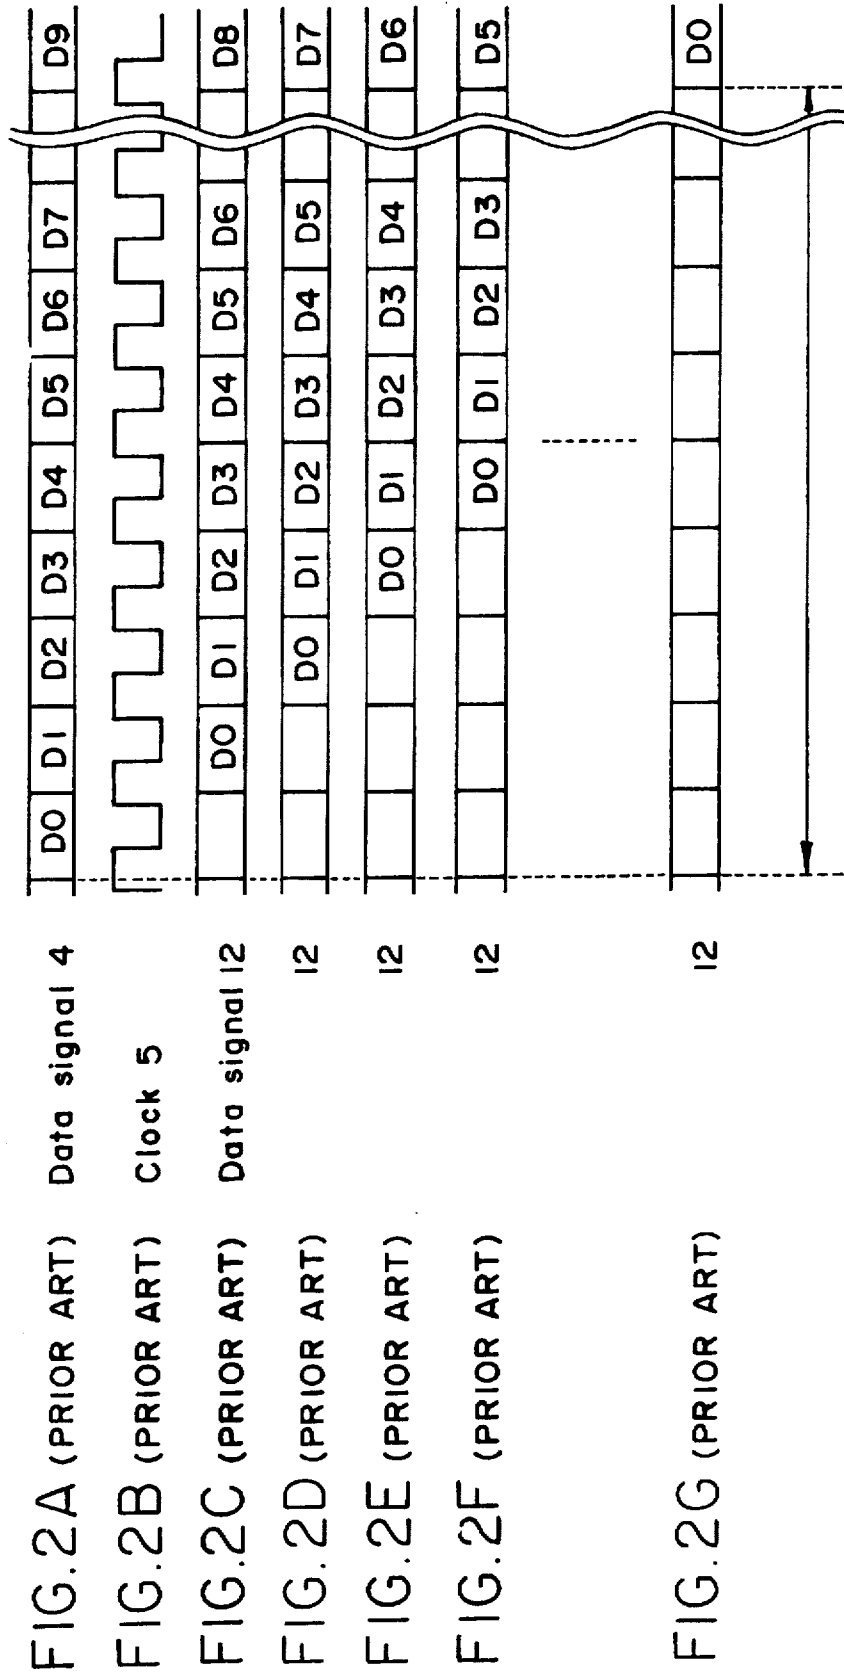 FIG.2A (PRIOR ART) Data signal 4 D0 D1 D2 D3 D4 D5 D6 D7 D9
FIG.2B (PRIOR ART) Clock 5
FIG.2C (PRIOR ART) Data signal 12 D0 D1 D2 D3 D4 D5 D6 D8
FIG.2D (PRIOR ART) 12 D0 D1 D2 D3 D4 D5 D7
FIG.2E (PRIOR ART) 12 D0 D1 D2 D3 D4 D6
FIG.2F (PRIOR ART) 12 D0 D1 D2 D3 D5
FIG.2G (PRIOR ART) 12 D0